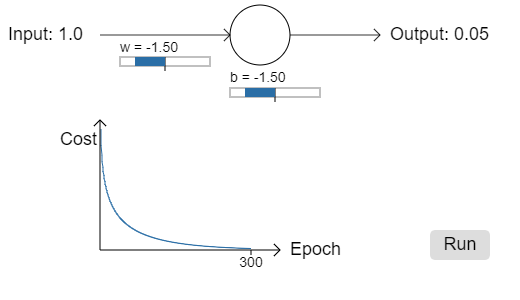 Input: 1.0
w = -1.50
Output: 0.05
b = -1.50
Cost
Epoch
300
Run